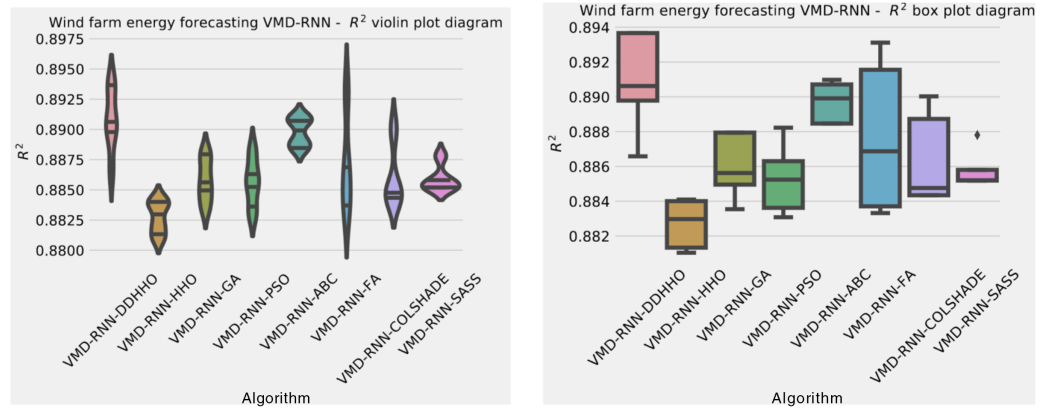 Wind farm energy forecasting VMD-RNN - R² violin plot diagram
0.8975
0.8950
0.8925
0.8900
0.8875
0.8850
0.8825
0.8800
R²
VMD-RNN-DDHHO
VMD-RNN-HHO
VMD-RNN-GA
VMD-RNN-PSO
VMD-RNN-ABC
VMD-RNN-FA
VMD-RNN-COLSHADE
VMD-RNN-SASS
Algorithm
Wind farm energy forecasting VMD-RNN - R² box plot diagram
0.894
0.892
0.890
0.888
0.886
0.884
0.882
R²
VMD-RNN-DDHHO
VMD-RNN-HHO
VMD-RNN-GA
VMD-RNN-PSO
VMD-RNN-ABC
VMD-RNN-FA
VMD-RNN-COLSHADE
VMD-RNN-SASS
Algorithm